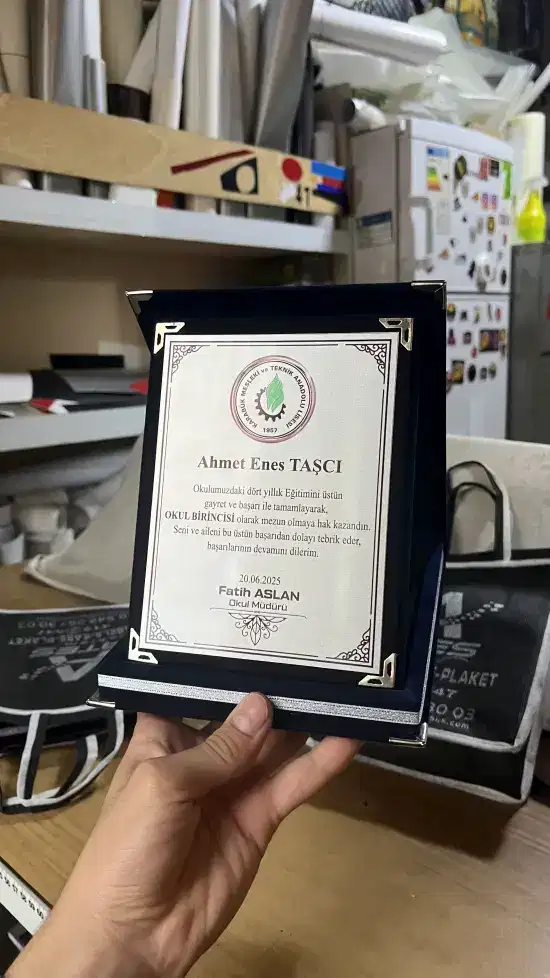 KARABÜK MESLEKİ ve TEKNİK ANADOLU LİSESİ
1957
Ahmet Enes TAŞCI
Okulumuzdaki dört yıllık Eğitimini üstün
gayret ve başarı ile tamamlayarak,
OKUL BİRİNCİSİ olarak mezun olmaya hak kazandın.
Seni ve aileni bu üstün başarıdan dolayı tebrik eder,
başarılarının devamını dilerim.
20.06.2025
Fatih ASLAN
Okul Müdürü
-PLAKET